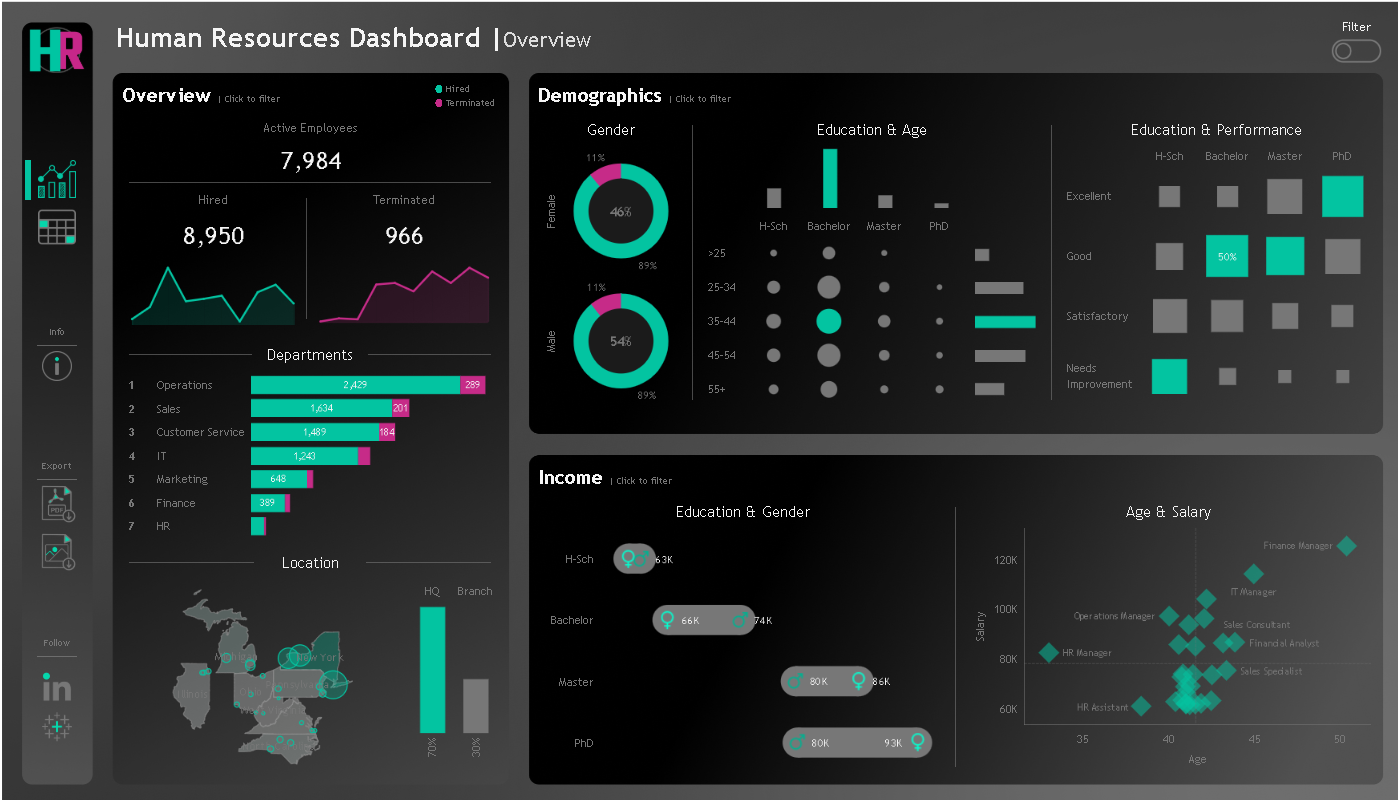 HR
Human Resources Dashboard |Overview
Filter
Info
Export
PDF
Follow
in
Overview | Click to filter
Hired
Terminated
Active Employees
7,984
Hired
Terminated
8,950
966
Departments
1 Operations 2,429 289
2 Sales 1,634 201
3 Customer Service 1,489 184
4 IT 1,243
5 Marketing 648
6 Finance 389
7 HR
Location
HQ Branch
Michigan
New York
Illinois
Ohio
Pennsylvania
70% 30%
Demographics | Click to filter
Gender
11%
Female
46%
89%
11%
Male
54%
89%
Education & Age
H-Sch Bachelor Master PhD
>25
25-34
35-44
45-54
55+
Education & Performance
H-Sch Bachelor Master PhD
Excellent
Good 50%
Satisfactory
Needs
Improvement
Income | Click to filter
Education & Gender
H-Sch 63K
Bachelor 66K 74K
Master 80K 86K
PhD 80K 93K
Age & Salary
Salary
120K
100K
80K
60K
Finance Manager
IT Manager
Operations Manager
Sales Consultant
Financial Analyst
HR Manager
Sales Specialist
HR Assistant
35 40 45 50
Age